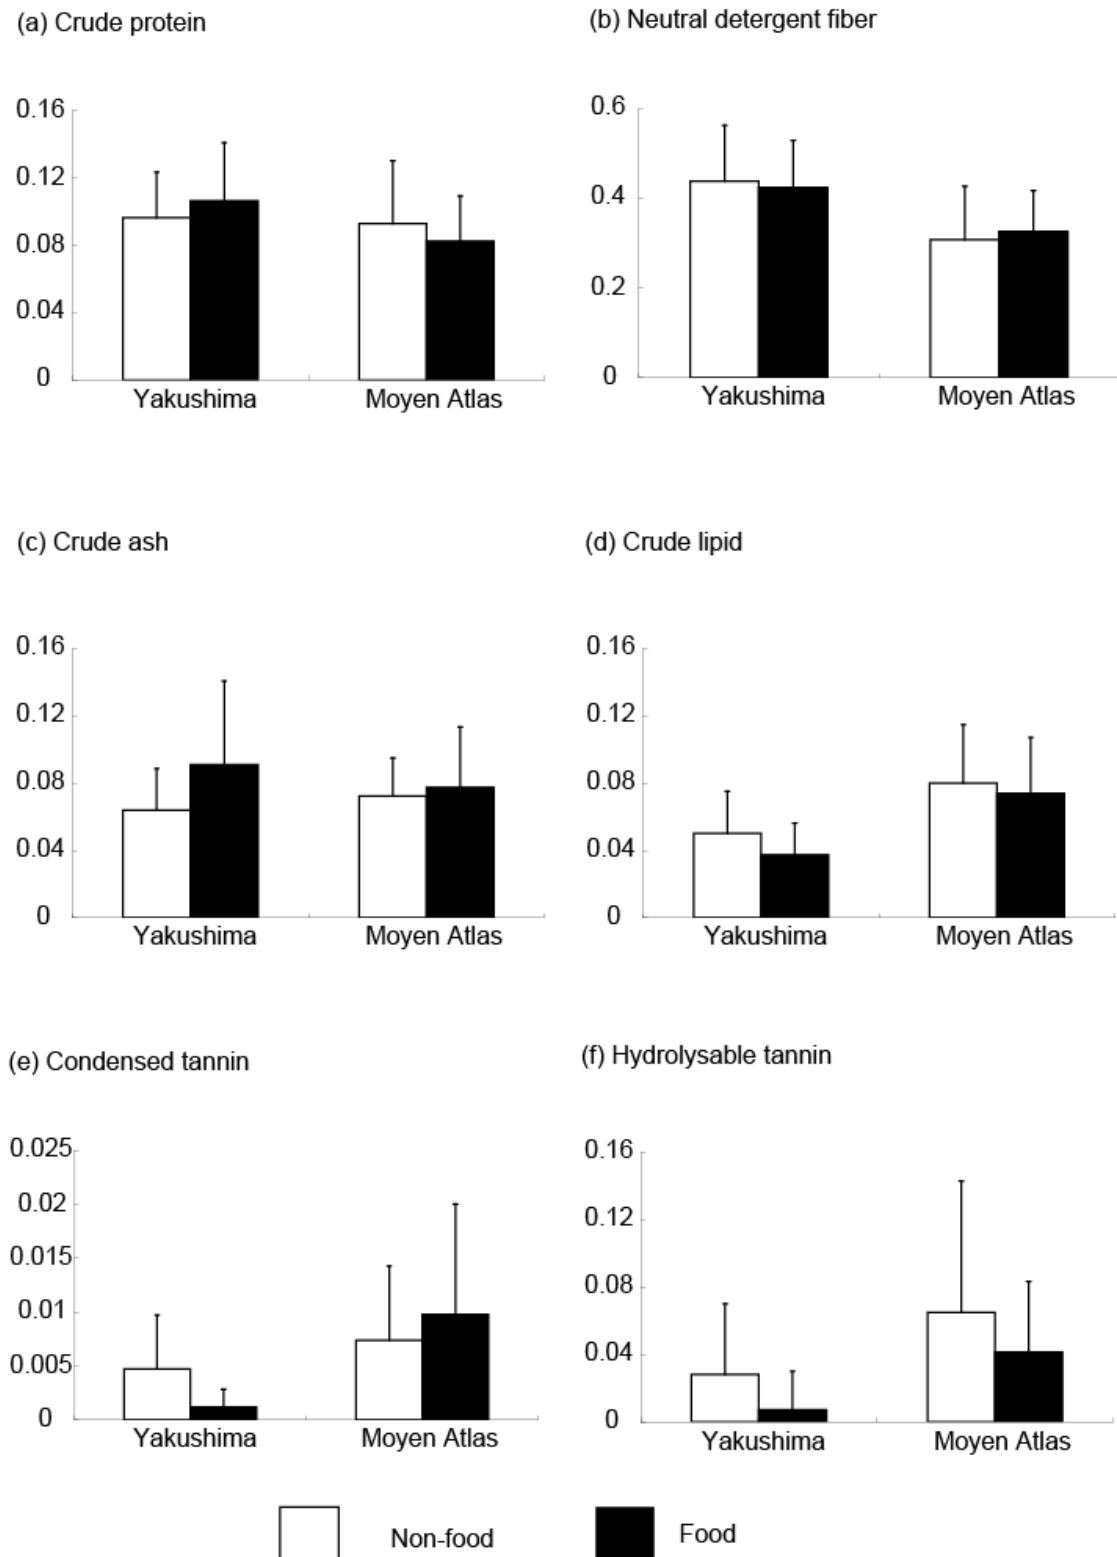 (a) Crude protein
0.16
0.12
0.08
0.04
0
Yakushima Moyen Atlas
(b) Neutral detergent fiber
0.6
0.4
0.2
0
Yakushima Moyen Atlas
(c) Crude ash
0.16
0.12
0.08
0.04
0
Yakushima Moyen Atlas
(d) Crude lipid
0.16
0.12
0.08
0.04
0
Yakushima Moyen Atlas
(e) Condensed tannin
0.025
0.02
0.015
0.01
0.005
0
Yakushima Moyen Atlas
(f) Hydrolysable tannin
0.16
0.12
0.08
0.04
0
Yakushima Moyen Atlas
Non-food Food